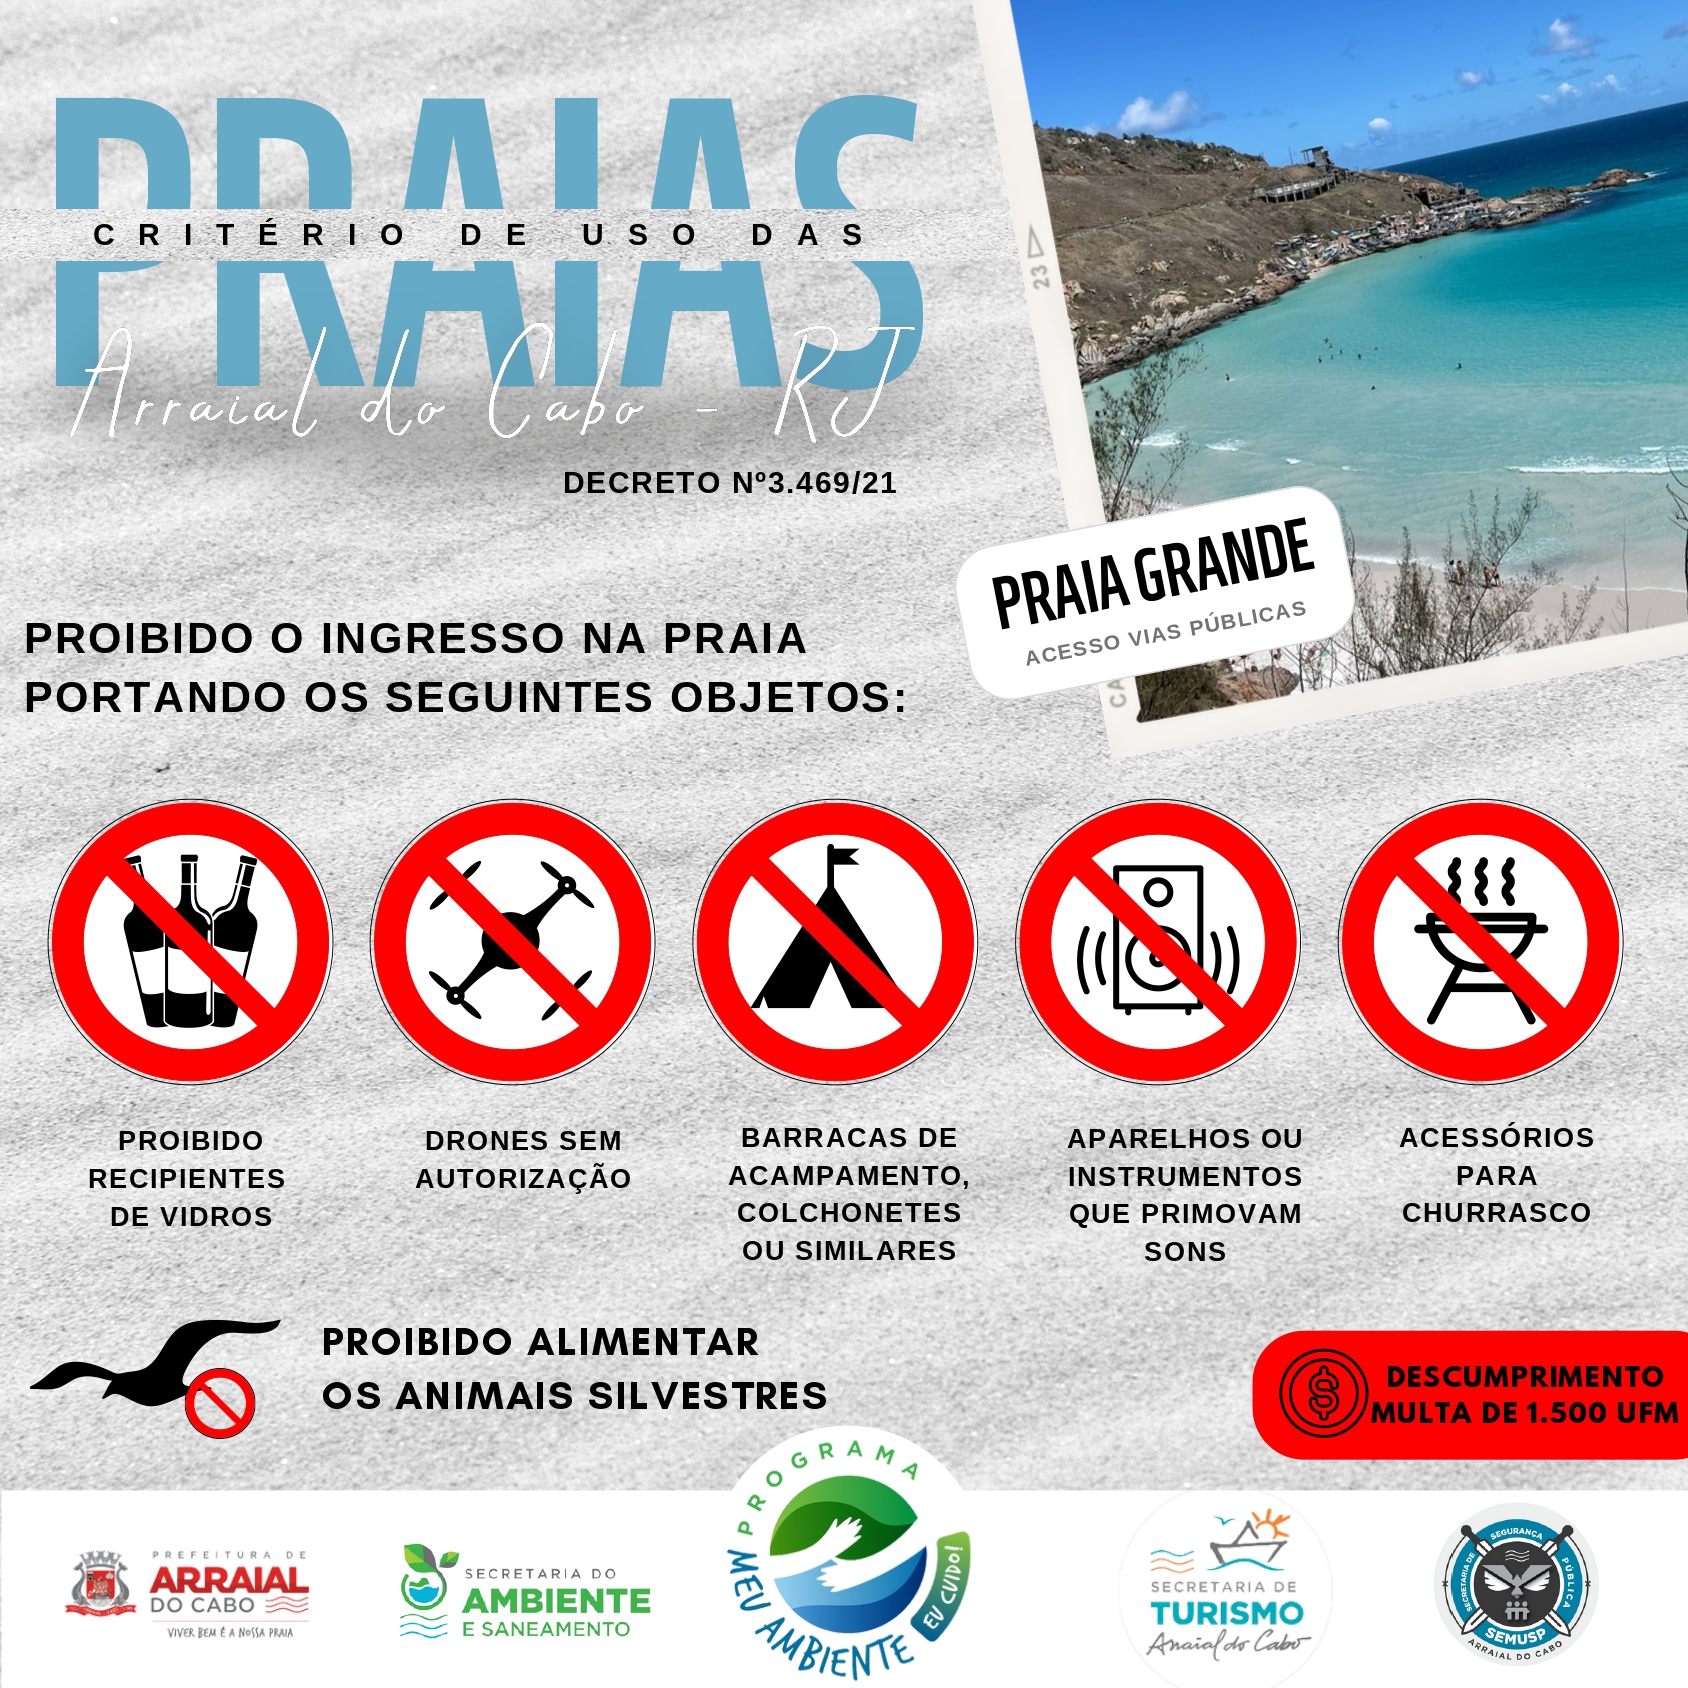 PRAIAS
CRITÉRIO DE USO DAS
Arraial do Cabo - RJ
DECRETO Nº3.469/21
23
CA
PRAIA GRANDE
ACESSO VIAS PÚBLICAS
PROIBIDO O INGRESSO NA PRAIA
PORTANDO OS SEGUINTES OBJETOS:
PROIBIDO
RECIPIENTES
DE VIDROS
DRONES SEM
AUTORIZAÇÃO
BARRACAS DE
ACAMPAMENTO,
COLCHONETES
OU SIMILARES
APARELHOS OU
INSTRUMENTOS
QUE PRIMOVAM
SONS
ACESSÓRIOS
PARA
CHURRASCO
PROIBIDO ALIMENTAR
OS ANIMAIS SILVESTRES
DESCUMPRIMENTO
MULTA DE 1.500 UFM
PREFEITURA DE
ARRAIAL
DO CABO
VIVER BEM É A NOSSA PRAIA
SECRETARIA DO
AMBIENTE
E SANEAMENTO
PROGRAMA
MEU AMBIENTE
EU CUIDO!
SECRETARIA DE
TURISMO
Arraial do Cabo
SECRETARIA DE
SEGURANÇA
PÚBLICA
SEMUSP
ARRAIAL DO CABO